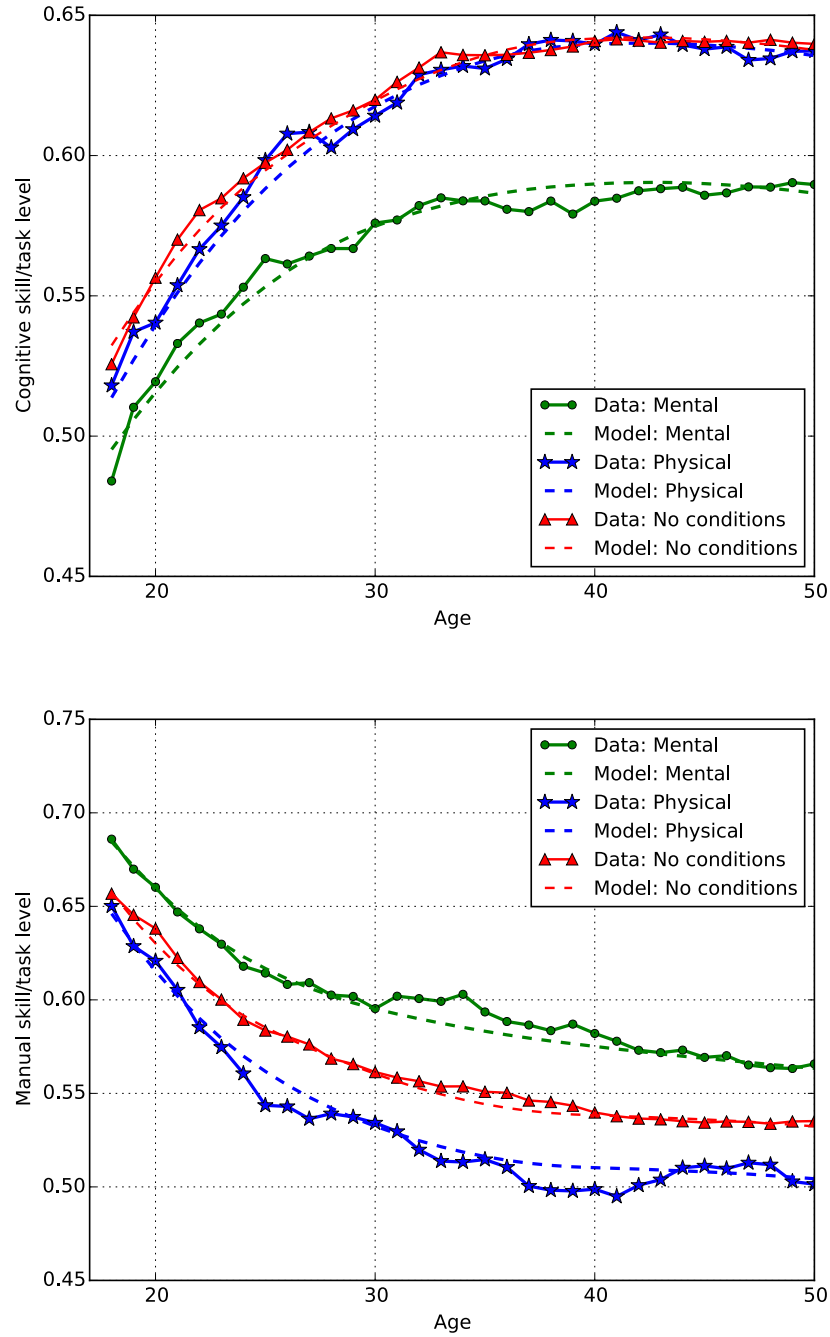 0.65
0.60
0.55
0.50
0.45
Cognitive skill/task level
Data: Mental
Model: Mental
Data: Physical
Model: Physical
Data: No conditions
Model: No conditions
20
30
40
50
Age
0.75
0.70
0.65
0.60
0.55
0.50
0.45
Manual skill/task level
Data: Mental
Model: Mental
Data: Physical
Model: Physical
Data: No conditions
Model: No conditions
20
30
40
50
Age